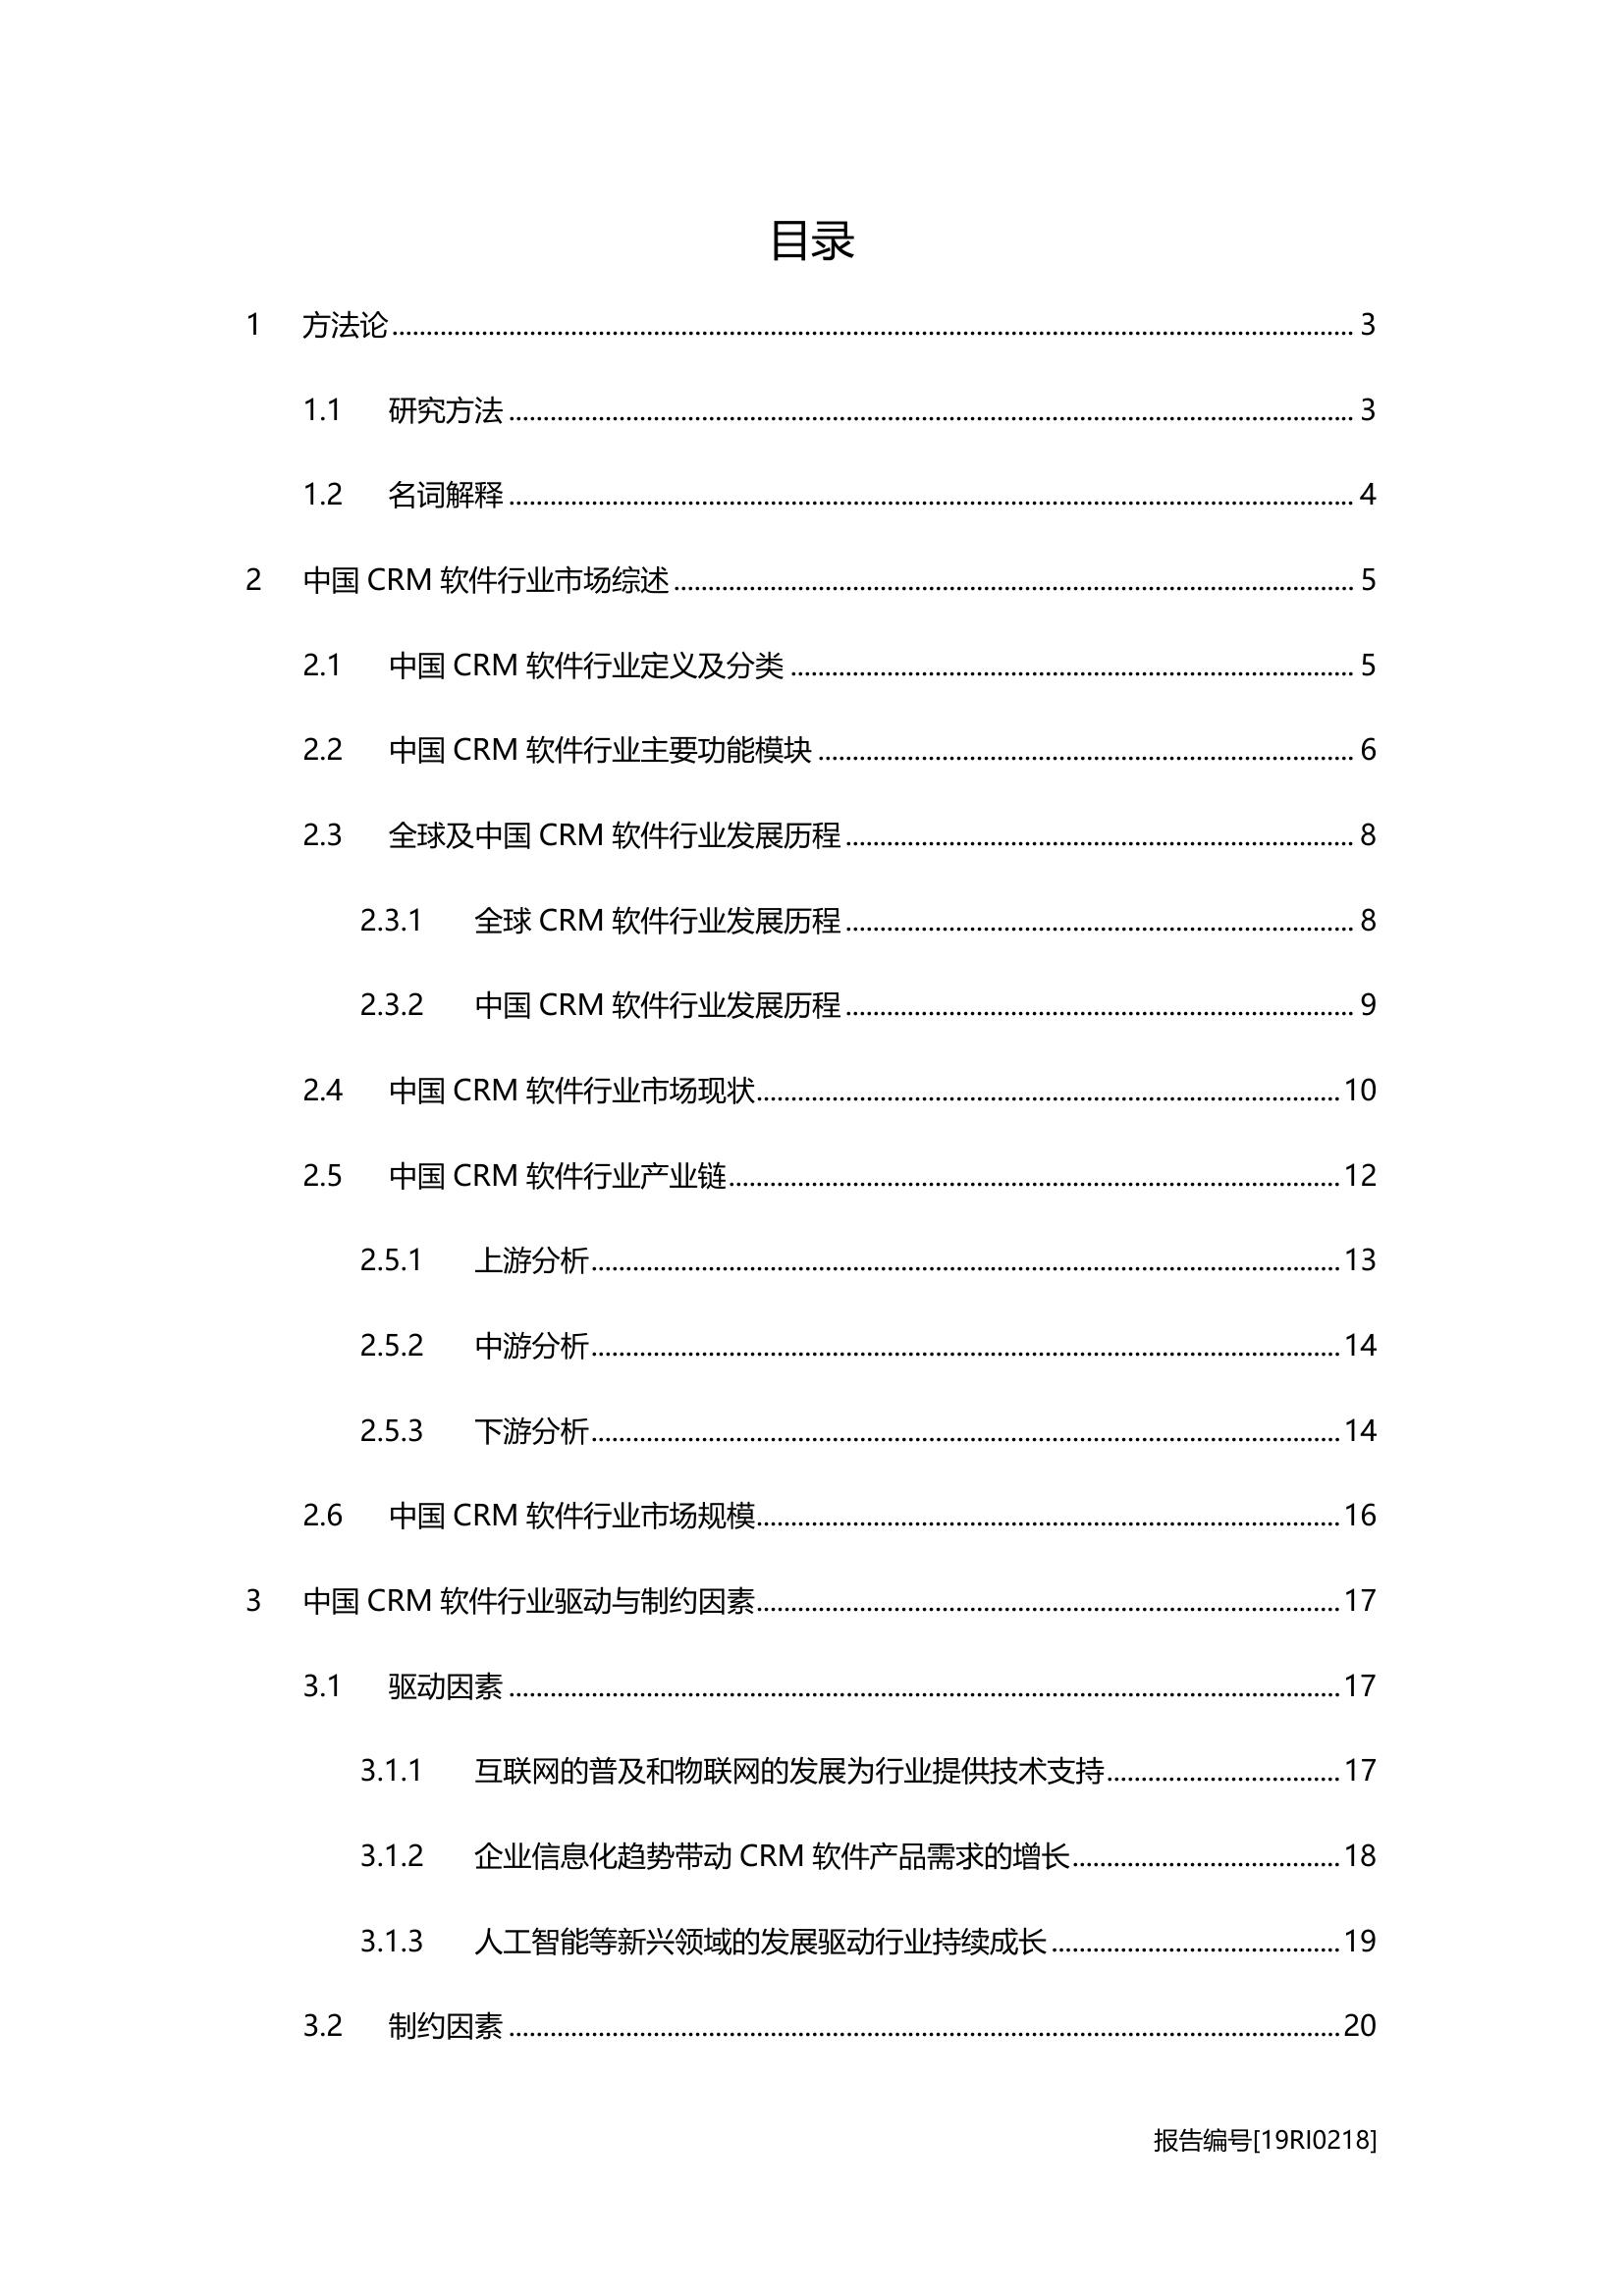 目录
1 方法论 3
1.1 研究方法 3
1.2 名词解释 4
2 中国 CRM 软件行业市场综述 5
2.1 中国 CRM 软件行业定义及分类 5
2.2 中国 CRM 软件行业主要功能模块 6
2.3 全球及中国 CRM 软件行业发展历程 8
2.3.1 全球 CRM 软件行业发展历程 8
2.3.2 中国 CRM 软件行业发展历程 9
2.4 中国 CRM 软件行业市场现状 10
2.5 中国 CRM 软件行业产业链 12
2.5.1 上游分析 13
2.5.2 中游分析 14
2.5.3 下游分析 14
2.6 中国 CRM 软件行业市场规模 16
3 中国 CRM 软件行业驱动与制约因素 17
3.1 驱动因素 17
3.1.1 互联网的普及和物联网的发展为行业提供技术支持 17
3.1.2 企业信息化趋势带动 CRM 软件产品需求的增长 18
3.1.3 人工智能等新兴领域的发展驱动行业持续成长 19
3.2 制约因素 20
报告编号[19RI0218]